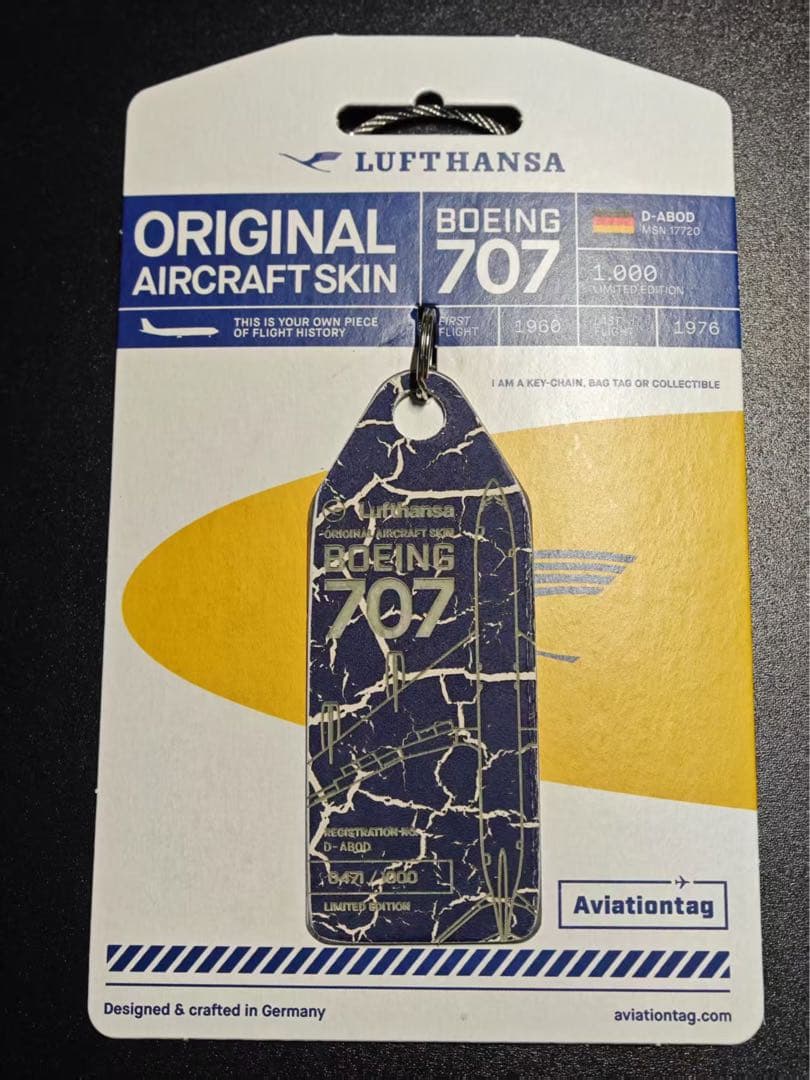 LUFTHANSA
ORIGINAL
AIRCRAFT SKIN
BOEING
707
D-ABOD
MSN 17720
1.000
LIMITED EDITION
THIS IS YOUR OWN PIECE
OF FLIGHT HISTORY
FIRST
FLIGHT
1960
LAST
FLIGHT
1976
I AM A KEY-CHAIN, BAG TAG OR COLLECTIBLE
Lufthansa
ORIGINAL AIRCRAFT SKIN
BOEING
707
REGISTRATION NO.
D-ABOD
0471 / 1000
LIMITED EDITION
Aviationtag
Designed & crafted in Germany
aviationtag.com